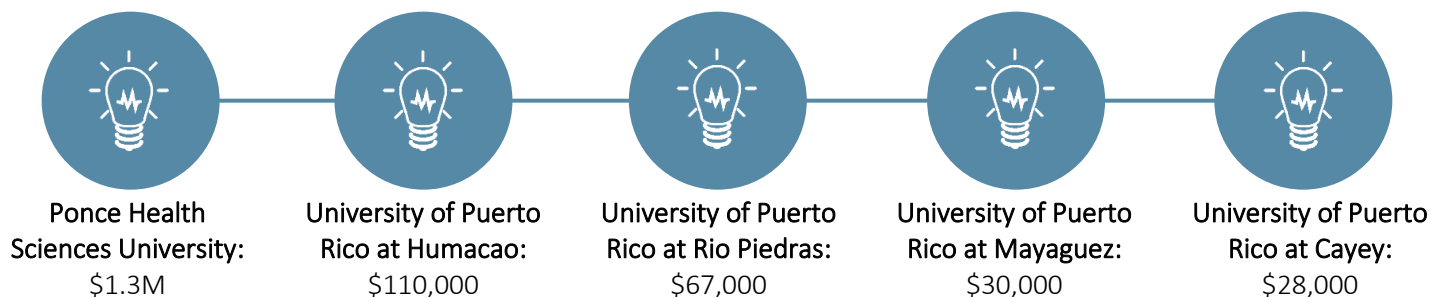 Ponce Health
Sciences University:
$1.3M
University of Puerto
Rico at Humacao:
$110,000
University of Puerto
Rico at Rio Piedras:
$67,000
University of Puerto
Rico at Mayaguez:
$30,000
University of Puerto
Rico at Cayey:
$28,000